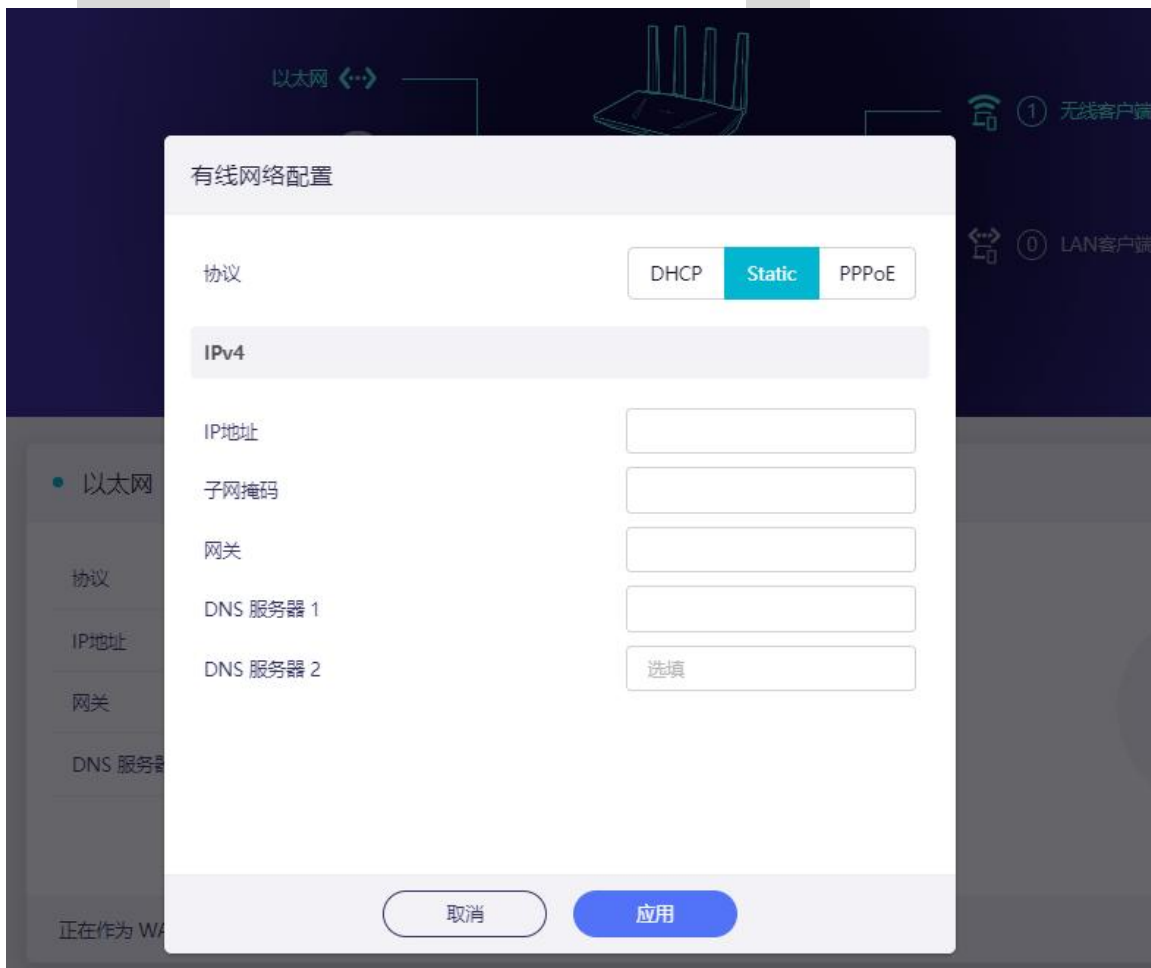 以太网
1 无线客户端
有线网络配置
0 LAN客户端
协议 DHCP Static PPPoE
IPv4
IP地址
以太网
子网掩码
网关
协议
DNS 服务器 1
IP地址
DNS 服务器 2 选填
网关
DNS 服务器
取消 应用
正在作为 WA